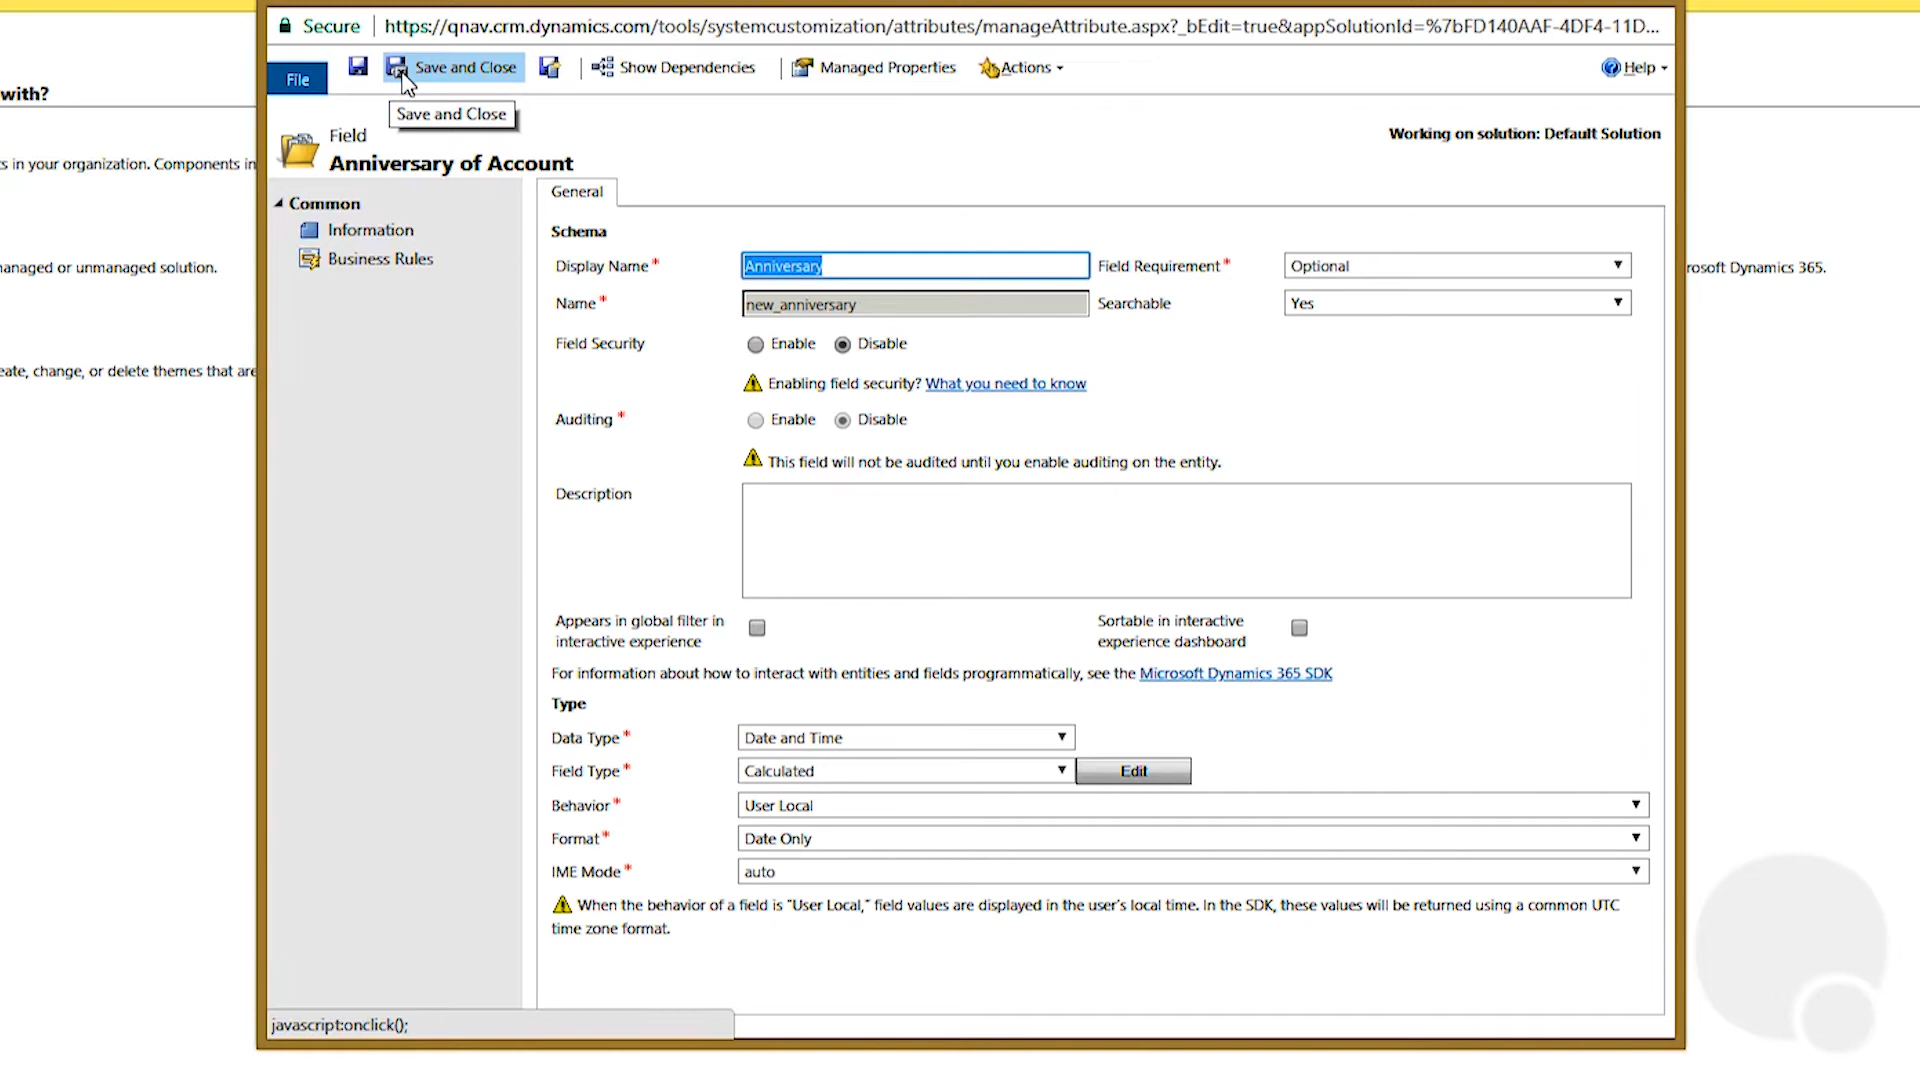 Secure
https://qnav.crm.dynamics.com/tools/systemcustomization/attributes/manageAttribute.aspx?_bEdit=true&appSolutionId=%7bFD140AAF-4DF4-11D...
File
Save and Close
Show Dependencies
Managed Properties
Actions
Help
Save and Close
with?
Field
Anniversary of Account
Working on solution: Default Solution
s in your organization. Components in
Common
Information
Business Rules
anaged or unmanaged solution.
rosoft Dynamics 365.
eate, change, or delete themes that are
General
Schema
Display Name*
Anniversary
Field Requirement*
Optional
Name*
new_anniversary
Searchable
Yes
Field Security
Enable
Disable
Enabling field security? What you need to know
Auditing *
Enable
Disable
This field will not be audited until you enable auditing on the entity.
Description
Appears in global filter in
interactive experience
Sortable in interactive
experience dashboard
For information about how to interact with entities and fields programmatically, see the Microsoft Dynamics 365 SDK
Type
Data Type*
Date and Time
Field Type*
Calculated
Edit
Behavior*
User Local
Format*
Date Only
IME Mode*
auto
When the behavior of a field is "User Local," field values are displayed in the user's local time. In the SDK, these values will be returned using a common UTC
time zone format.
javascript:onclick();